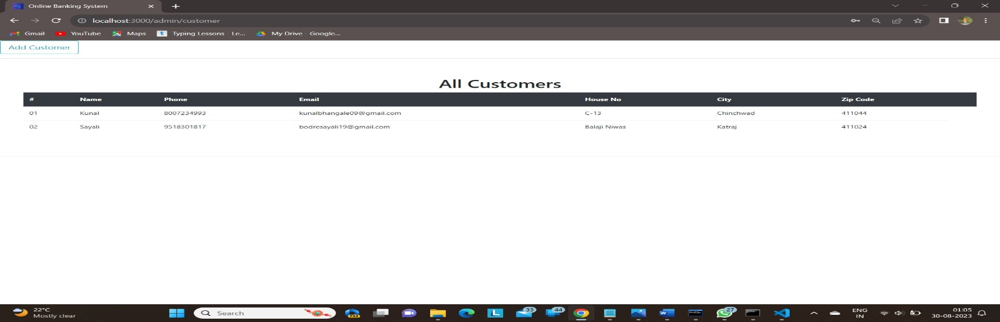 Online Banking System
localhost:3000/admin/customer
Gmail YouTube Maps Typing Lessons - Le... My Drive - Google...
Add Customer
All Customers
# Name Phone Email House No City Zip Code
01 Kunal 8007234993 kunalbhangale09@gmail.com C-13 Chinchwad 411044
02 Sayali 9518301817 bodresayali19@gmail.com Balaji Niwas Katraj 411024
22°C
Mostly clear
Search
PRE
L
33
44
W
MySQL
27
ENG
IN
01:05
30-08-2023